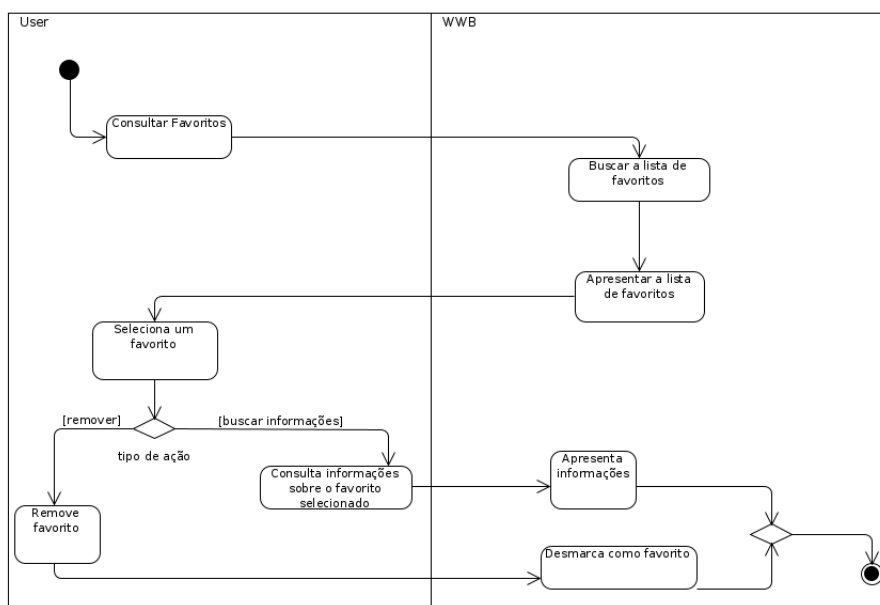 User
WWB
Consultar Favoritos
Buscar a lista de
favoritos
Apresentar a lista
de favoritos
Seleciona um
favorito
[remover]
[buscar informações]
tipo de ação
Consulta informações
sobre o favorito
selecionado
Apresenta
informações
Remove
favorito
Desmarca como favorito